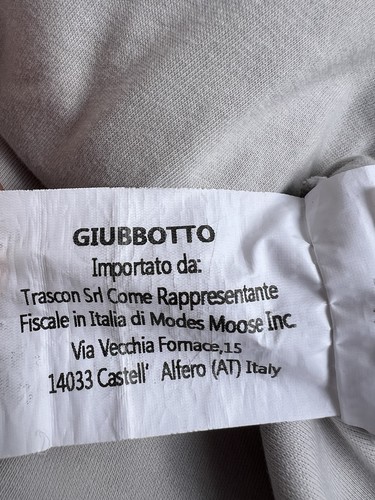 GIUBBOTTO
Importato da:
Trascon Srl Come Rappresentante
Fiscale in Italia di Modes Moose Inc.
Via Vecchia Fornace,15
14033 Castell' Alfero (AT) Italy